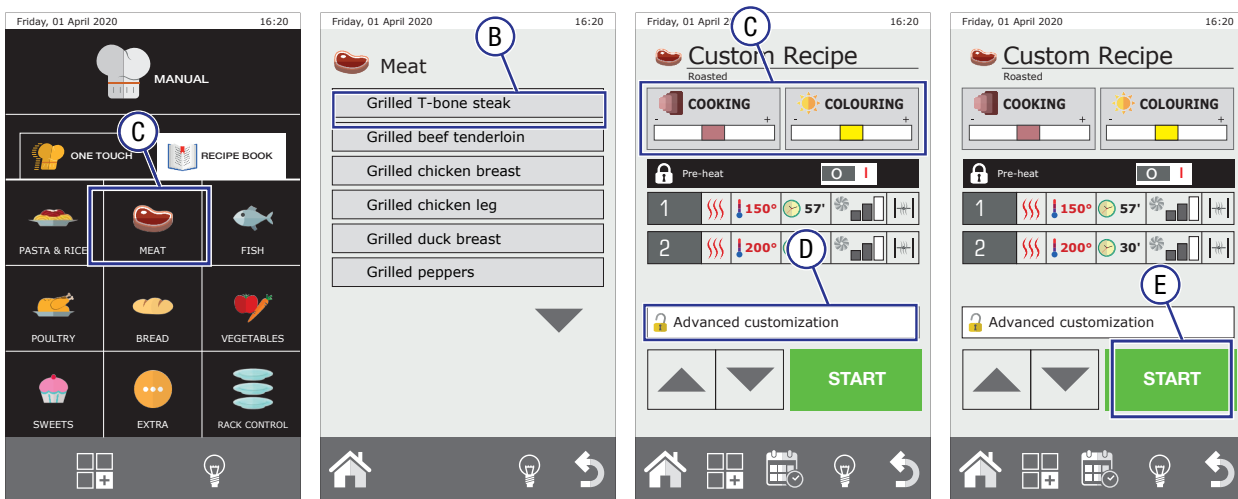 Friday, 01 April 2020 16:20
MANUAL
C
ONE TOUCH RECIPE BOOK
PASTA & RICE MEAT FISH
POULTRY BREAD VEGETABLES
SWEETS EXTRA RACK CONTROL
Friday, 01 April 2020 16:20
B
Meat
Grilled T-bone steak
Grilled beef tenderloin
Grilled chicken breast
Grilled chicken leg
Grilled duck breast
Grilled peppers
Friday, 01 April 2 16:20
C
Custom Recipe
Roasted
COOKING COLOURING
- + - +
Pre-heat O I
1 150° 57'
2 200°
D
Advanced customization
START
Friday, 01 April 2020 16:20
Custom Recipe
Roasted
COOKING COLOURING
- + - +
Pre-heat O I
1 150° 57'
2 200° 30'
E
Advanced customization
START